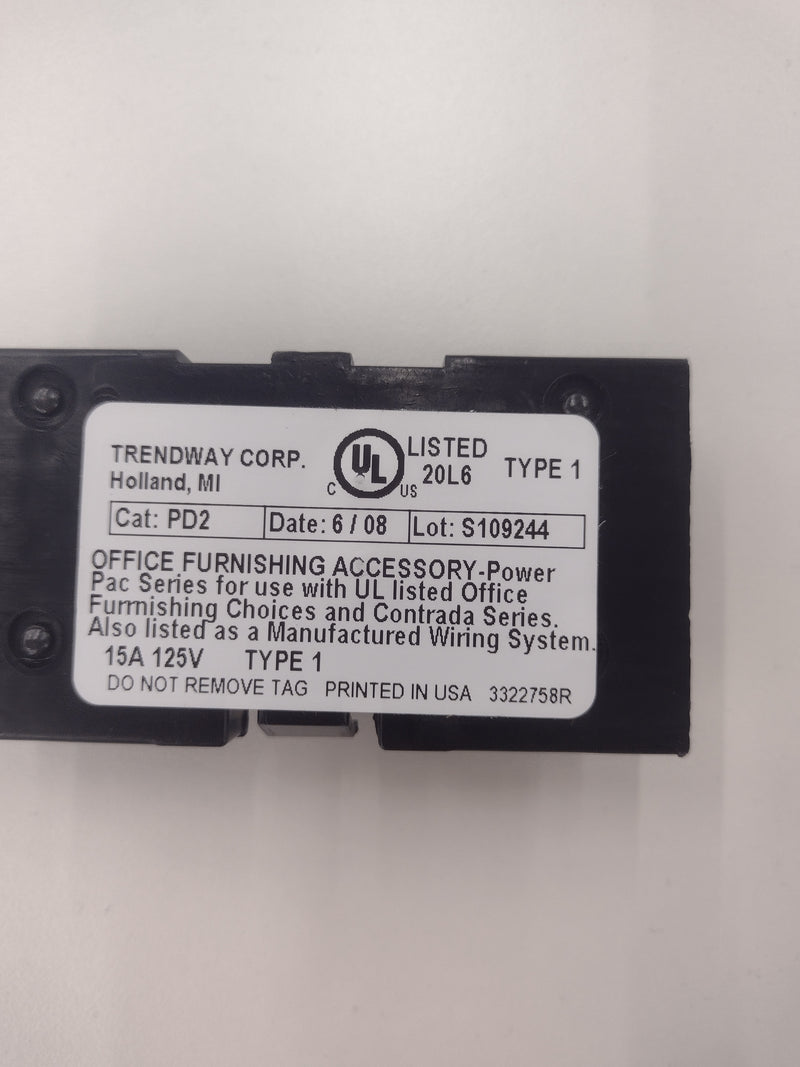 TRENDWAY CORP.
Holland, MI
C UL US
LISTED
20L6
TYPE 1
Cat: PD2 Date: 6 / 08 Lot: S109244
OFFICE FURNISHING ACCESSORY-Power
Pac Series for use with UL listed Office
Furnishing Choices and Contrada Series.
Also listed as a Manufactured Wiring System.
15A 125V TYPE 1
DO NOT REMOVE TAG PRINTED IN USA 3322758R